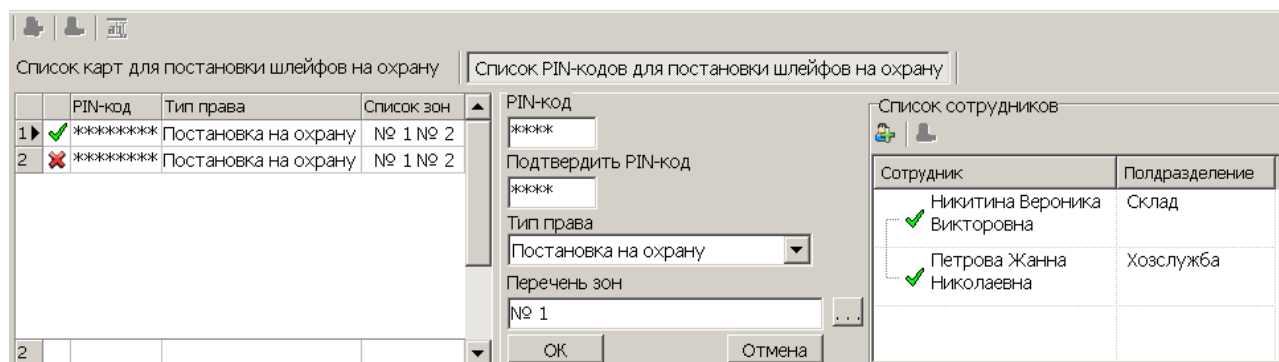 abI
Список карт для постановки шлейфов на охрану
Список PIN-кодов для постановки шлейфов на охрану
PIN-код Тип права Список зон
1 ******** Постановка на охрану № 1 № 2
2 ******** Постановка на охрану № 1 № 2
2
PIN-код
****
Подтвердить PIN-код
****
Тип права
Постановка на охрану
Перечень зон
№ 1
...
ОК Отмена
Список сотрудников
Сотрудник Полдразделение
Никитина Вероника Склад
Викторовна
Петрова Жанна Хозслужба
Николаевна